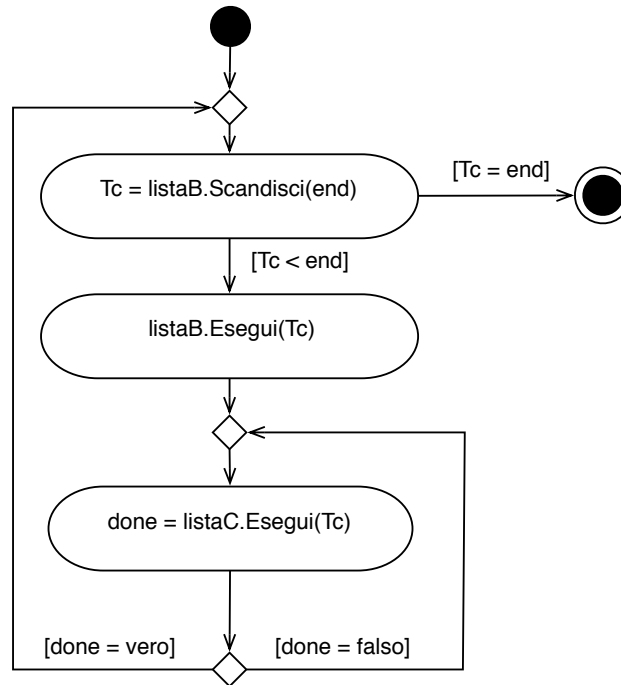 Tc = listaB.Scandisci(end)
[Tc = end]
[Tc < end]
listaB.Esegui(Tc)
done = listaC.Esegui(Tc)
[done = vero]
[done = falso]